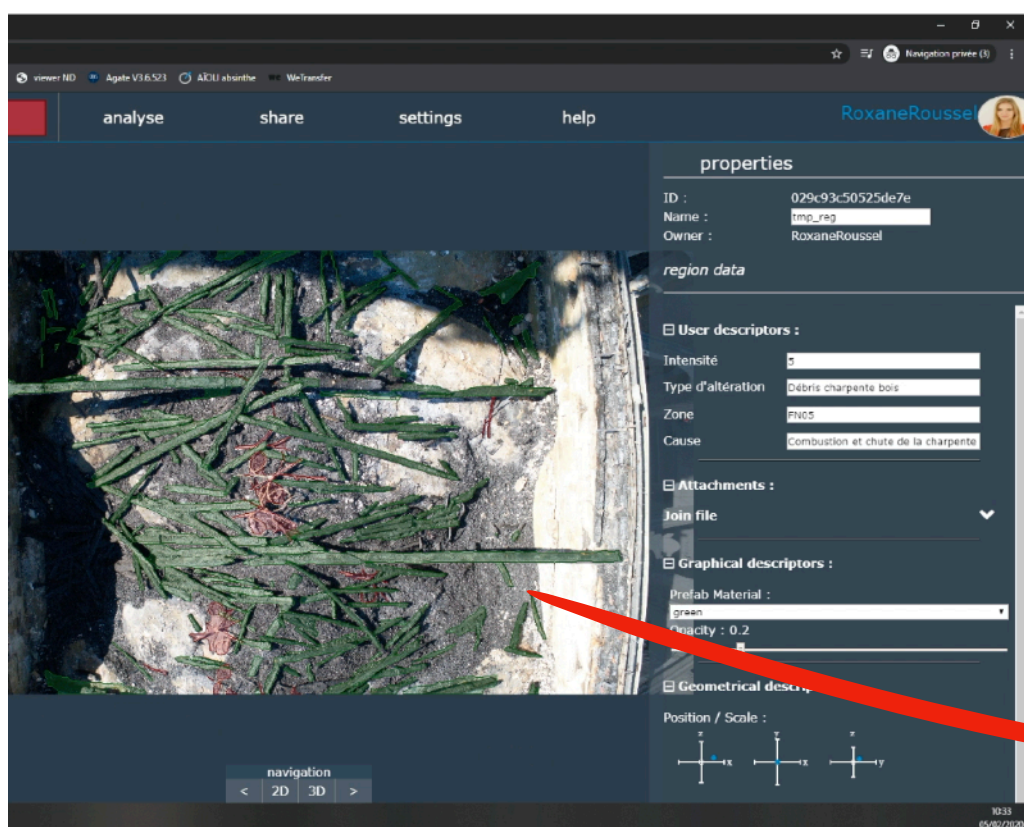 Navigation privée (3)
viewer ND Agate V3.6.523 AÏOLI absinthe WeTransfer
analyse share settings help RoxaneRoussel
properties
ID : 029c93c50525de7e
Name : tmp_reg
Owner : RoxaneRoussel
region data
User descriptors :
Intensité 5
Type d'altération Débris charpente bois
Zone FN05
Cause Combustion et chute de la charpente
Attachments :
Join file
Graphical descriptors :
Prefab Material :
green
Opacity : 0.2
Geometrical
Position / Scale :
z y z
x x y
navigation
< 2D 3D >
10:33
05/02/2020